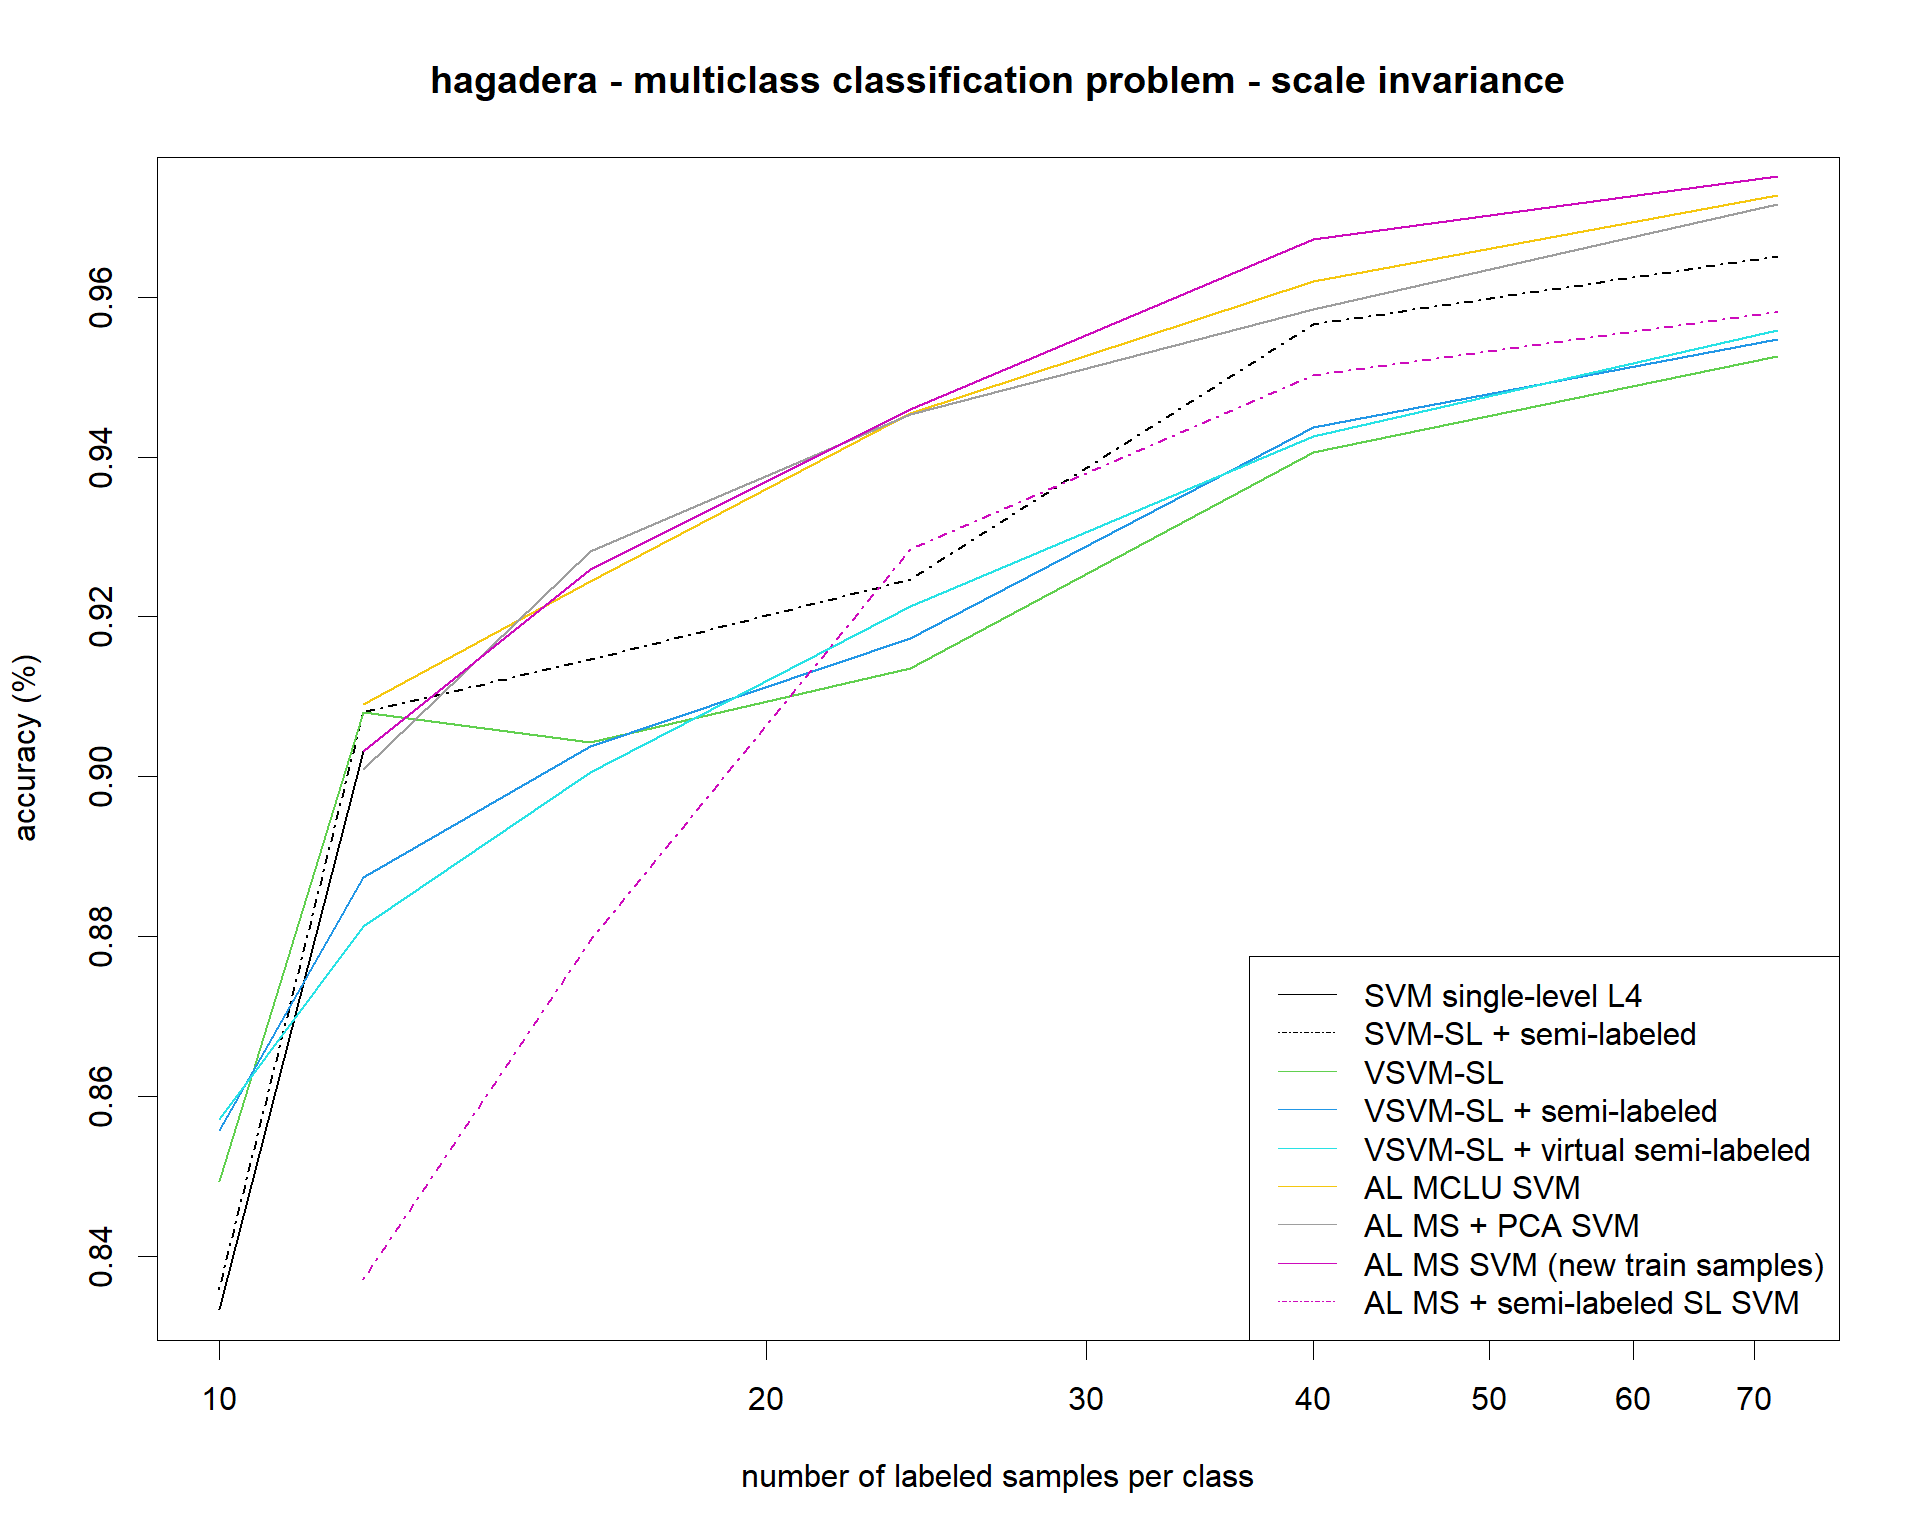 hagadera - multiclass classification problem - scale invariance
accuracy (%)
0.96
0.94
0.92
0.90
0.88
0.86
0.84
SVM single-level L4
SVM-SL + semi-labeled
VSVM-SL
VSVM-SL + semi-labeled
VSVM-SL + virtual semi-labeled
AL MCLU SVM
AL MS + PCA SVM
AL MS SVM (new train samples)
AL MS + semi-labeled SL SVM
10 20 30 40 50 60 70
number of labeled samples per class